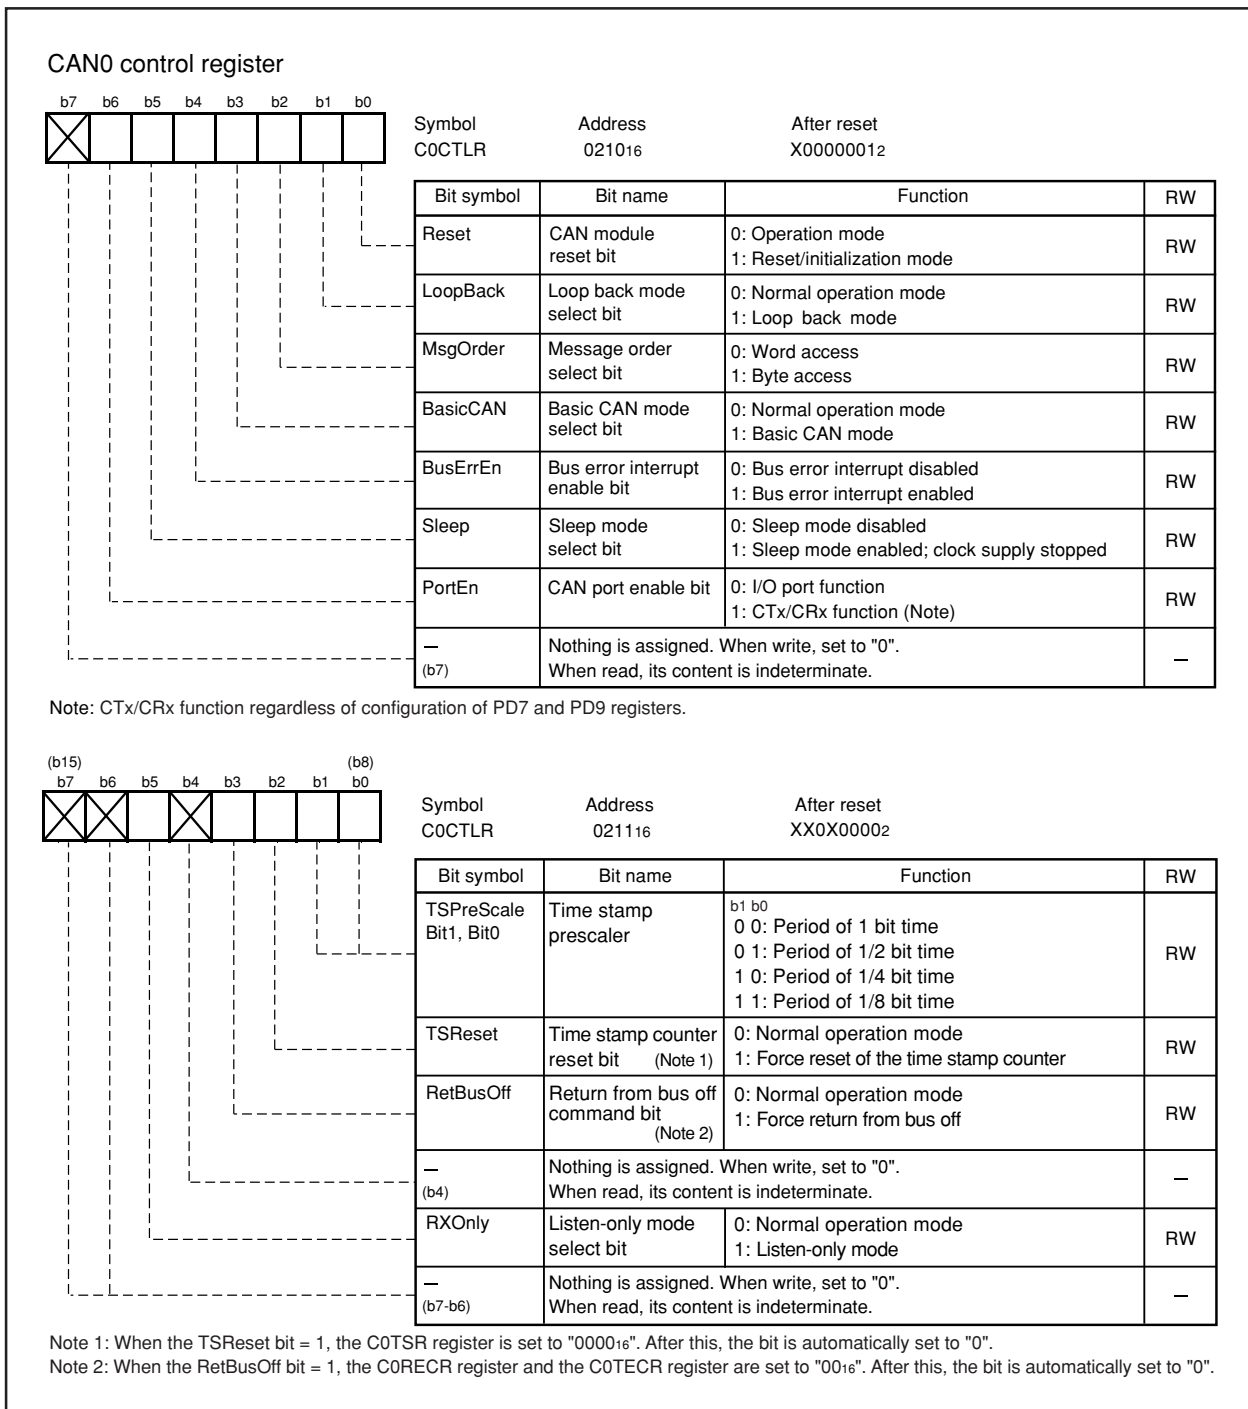 CAN0 control register
b7 b6 b5 b4 b3 b2 b1 b0
Symbol Address After reset
C0CTLR 021016 X00000012
Bit symbol Bit name Function RW
Reset CAN module reset bit 0: Operation mode RW
1: Reset/initialization mode
LoopBack Loop back mode select bit 0: Normal operation mode RW
1: Loop back mode
MsgOrder Message order select bit 0: Word access RW
1: Byte access
BasicCAN Basic CAN mode select bit 0: Normal operation mode RW
1: Basic CAN mode
BusErrEn Bus error interrupt enable bit 0: Bus error interrupt disabled RW
1: Bus error interrupt enabled
Sleep Sleep mode select bit 0: Sleep mode disabled RW
1: Sleep mode enabled; clock supply stopped
PortEn CAN port enable bit 0: I/O port function RW
1: CTx/CRx function (Note)
— Nothing is assigned. When write, set to "0". —
(b7) When read, its content is indeterminate.
Note: CTx/CRx function regardless of configuration of PD7 and PD9 registers.
(b15) (b8)
b7 b6 b5 b4 b3 b2 b1 b0
Symbol Address After reset
C0CTLR 021116 XX0X00002
Bit symbol Bit name Function RW
TSPreScale Bit1, Bit0 Time stamp prescaler b1 b0 RW
0 0: Period of 1 bit time
0 1: Period of 1/2 bit time
1 0: Period of 1/4 bit time
1 1: Period of 1/8 bit time
TSReset Time stamp counter reset bit (Note 1) 0: Normal operation mode RW
1: Force reset of the time stamp counter
RetBusOff Return from bus off command bit (Note 2) 0: Normal operation mode RW
1: Force return from bus off
— Nothing is assigned. When write, set to "0". —
(b4) When read, its content is indeterminate.
RXOnly Listen-only mode select bit 0: Normal operation mode RW
1: Listen-only mode
— Nothing is assigned. When write, set to "0". —
(b7-b6) When read, its content is indeterminate.
Note 1: When the TSReset bit = 1, the C0TSR register is set to "000016". After this, the bit is automatically set to "0".
Note 2: When the RetBusOff bit = 1, the C0RECR register and the C0TECR register are set to "0016". After this, the bit is automatically set to "0".